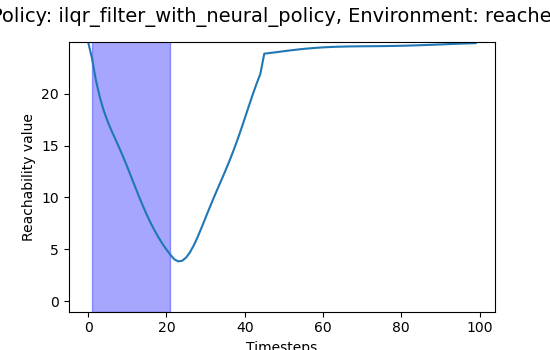 Policy: ilqr_filter_with_neural_policy, Environment: reache
Reachability value
20
15
10
5
0
0 20 40 60 80 100
Timesteps